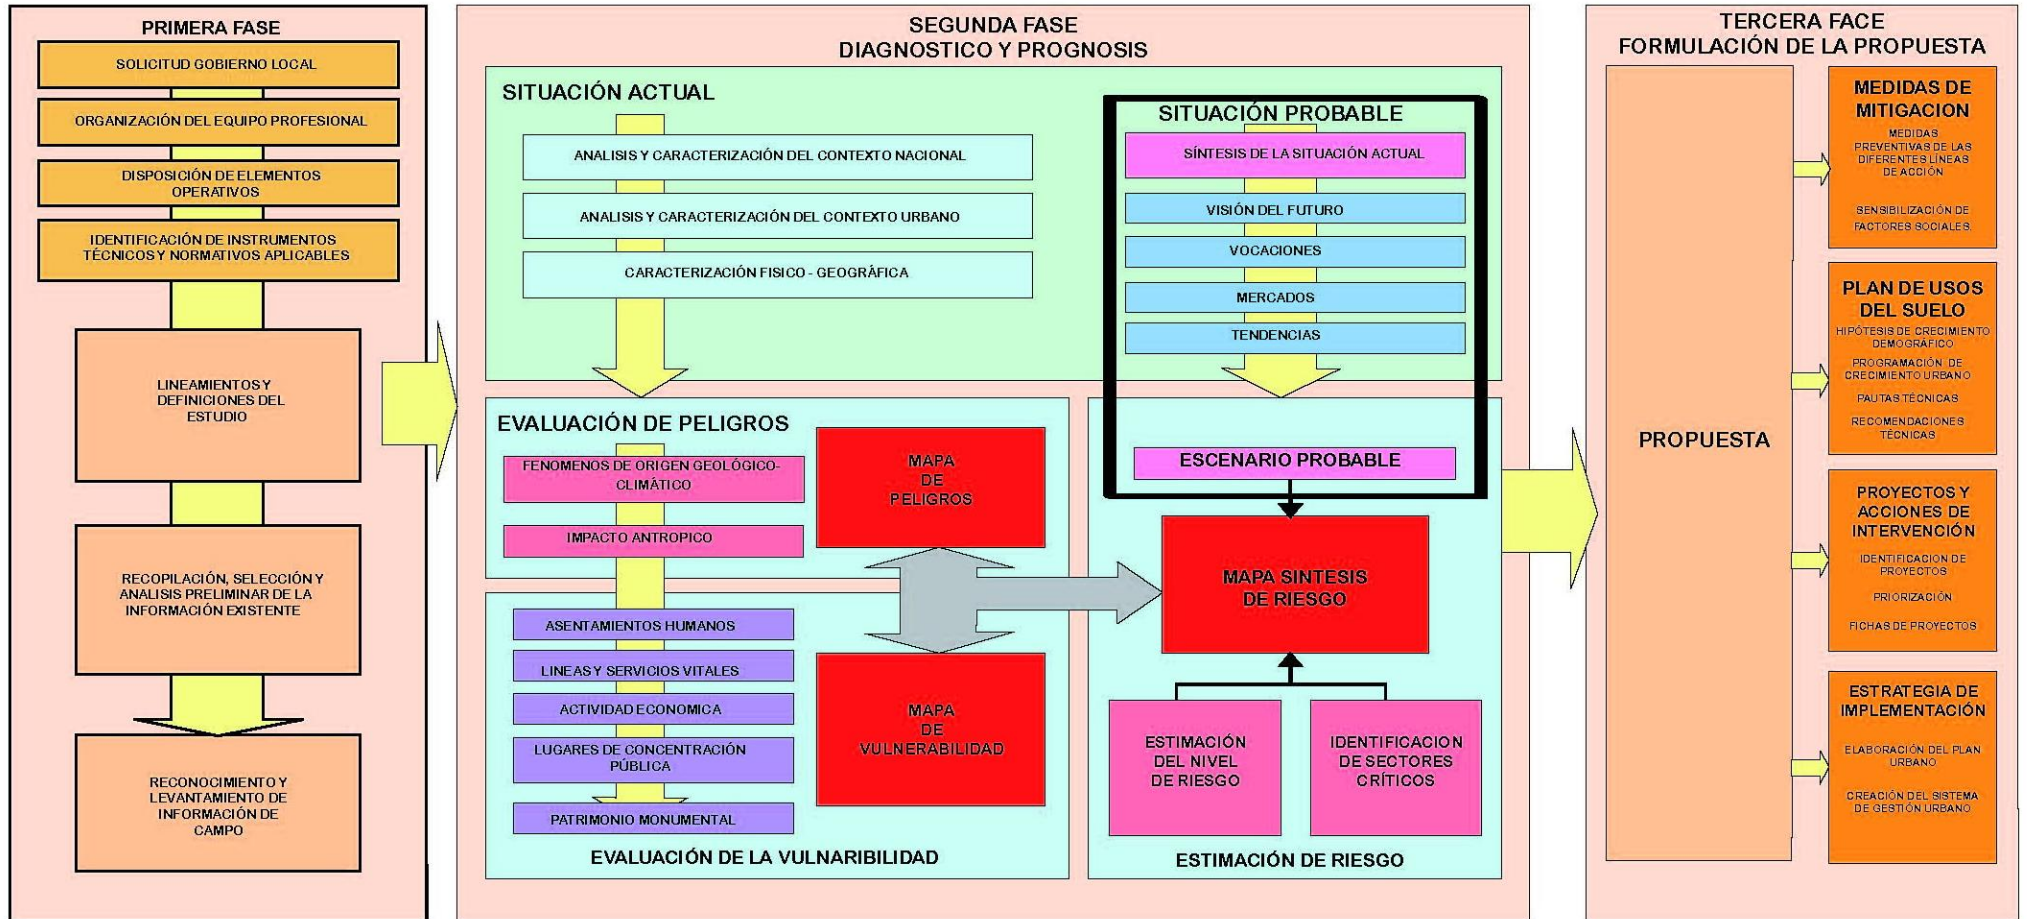 PRIMERA FASE
SOLICITUD GOBIERNO LOCAL
ORGANIZACIÓN DEL EQUIPO PROFESIONAL
DISPOSICIÓN DE ELEMENTOS
OPERATIVOS
IDENTIFICACIÓN DE INSTRUMENTOS
TÉCNICOS Y NORMATIVOS APLICABLES
LINEAMIENTOS Y
DEFINICIONES DEL
ESTUDIO
RECOPILACIÓN, SELECCIÓN Y
ANALISIS PRELIMINAR DE LA
INFORMACIÓN EXISTENTE
RECONOCIMIENTO Y
LEVANTAMIENTO DE
INFORMACIÓN DE
CAMPO
SEGUNDA FASE
DIAGNOSTICO Y PROGNOSIS
SITUACIÓN ACTUAL
ANALISIS Y CARACTERIZACIÓN DEL CONTEXTO NACIONAL
ANALISIS Y CARACTERIZACIÓN DEL CONTEXTO URBANO
CARACTERIZACIÓN FISICO - GEOGRÁFICA
SITUACIÓN PROBABLE
SÍNTESIS DE LA SITUACIÓN ACTUAL
VISIÓN DEL FUTURO
VOCACIONES
MERCADOS
TENDENCIAS
ESCENARIO PROBABLE
EVALUACIÓN DE PELIGROS
FENOMENOS DE ORIGEN GEOLÓGICO-
CLIMÁTICO
IMPACTO ANTROPICO
MAPA
DE
PELIGROS
ASENTAMIENTOS HUMANOS
LINEAS Y SERVICIOS VITALES
ACTIVIDAD ECONOMICA
LUGARES DE CONCENTRACIÓN
PÚBLICA
PATRIMONIO MONUMENTAL
MAPA
DE
VULNERABILIDAD
EVALUACIÓN DE LA VULNARIBILIDAD
MAPA SINTESIS
DE RIESGO
ESTIMACIÓN
DEL NIVEL
DE RIESGO
IDENTIFICACION
DE SECTORES
CRÍTICOS
ESTIMACIÓN DE RIESGO
TERCERA FACE
FORMULACIÓN DE LA PROPUESTA
PROPUESTA
MEDIDAS DE
MITIGACION
MEDIDAS
PREVENTIVAS DE LAS
DIFERENTES LÍNEAS
DE ACCIÓN
SENSIBILIZACIÓN DE
FACTORES SOCIALES.
PLAN DE USOS
DEL SUELO
HIPÓTESIS DE CRECIMIENTO
DEMOGRÁFICO
PROGRAMACIÓN DE
CRECIMIENTO URBANO
PAUTAS TÉCNICAS
RECOMENDACIONES
TÉCNICAS
PROYECTOS Y
ACCIONES DE
INTERVENCIÓN
IDENTIFICACION DE
PROYECTOS
PRIORIZACIÓN
FICHAS DE PROYECTOS
ESTRATEGIA DE
IMPLEMENTACIÓN
ELABORACIÓN DEL PLAN
URBANO
CREACIÓN DEL SISTEMA
DE GESTIÓN URBANO